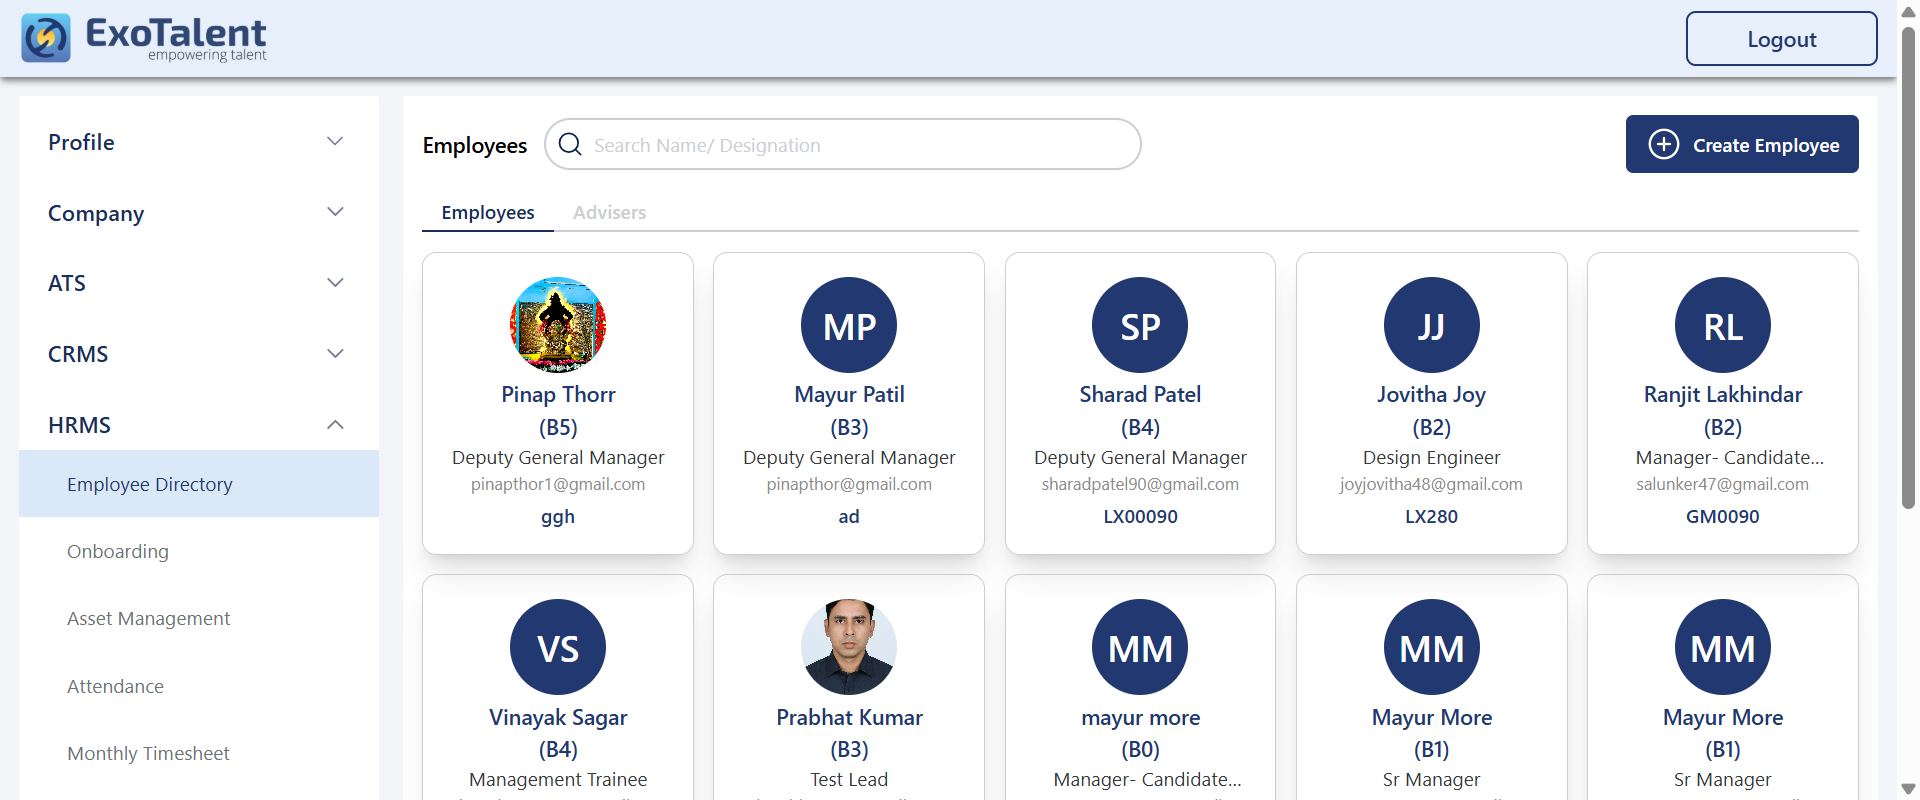 ExoTalent
empowering talent
Logout
Profile
Company
ATS
CRMS
HRMS
Employee Directory
Onboarding
Asset Management
Attendance
Monthly Timesheet
Employees
Search Name/ Designation
Create Employee
Employees
Advisers
Pinap Thorr
(B5)
Deputy General Manager
pinapthor1@gmail.com
ggh
MP
Mayur Patil
(B3)
Deputy General Manager
pinapthor@gmail.com
ad
SP
Sharad Patel
(B4)
Deputy General Manager
sharadpatel90@gmail.com
LX00090
JJ
Jovitha Joy
(B2)
Design Engineer
joyjovitha48@gmail.com
LX280
RL
Ranjit Lakhindar
(B2)
Manager- Candidate...
salunker47@gmail.com
GM0090
VS
Vinayak Sagar
(B4)
Management Trainee
Prabhat Kumar
(B3)
Test Lead
MM
mayur more
(B0)
Manager- Candidate...
MM
Mayur More
(B1)
Sr Manager
MM
Mayur More
(B1)
Sr Manager